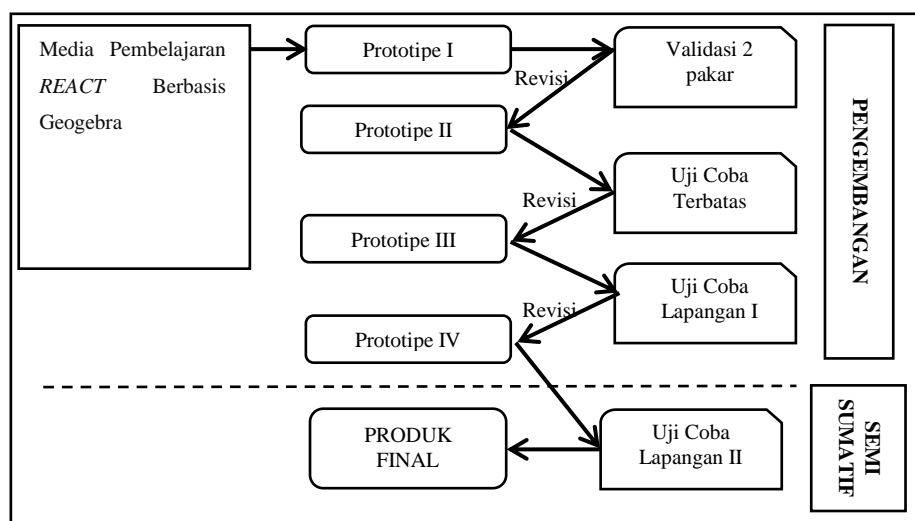 Media Pembelajaran
REACT Berbasis
Geogebra
Prototipe I
Validasi 2
pakar
Revisi
Prototipe II
Uji Coba
Terbatas
Revisi
Prototipe III
Uji Coba
Lapangan I
Revisi
Prototipe IV
PENGEMBANGAN
PRODUK
FINAL
Uji Coba
Lapangan II
SEMI
SUMATIF